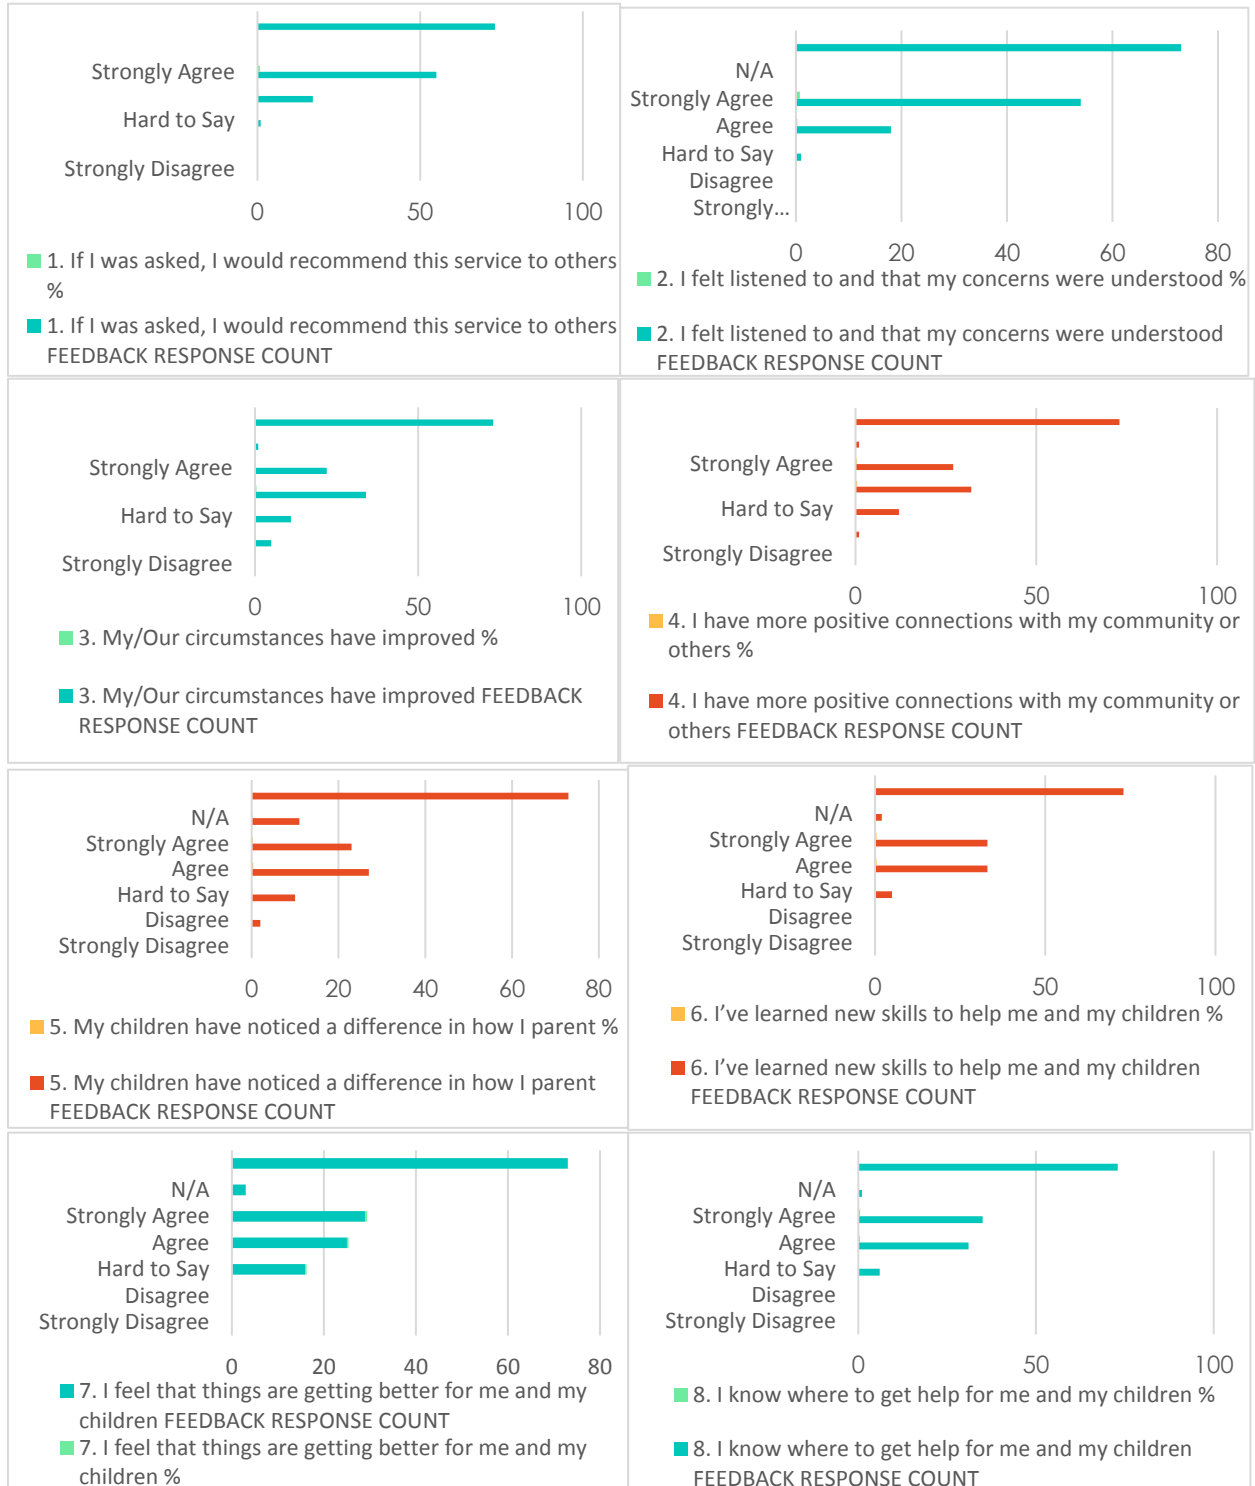 Strongly Agree
Hard to Say
Strongly Disagree
0 50 100
1. If I was asked, I would recommend this service to others
%
1. If I was asked, I would recommend this service to others
FEEDBACK RESPONSE COUNT
N/A
Strongly Agree
Agree
Hard to Say
Disagree
Strongly...
0 20 40 60 80
2. I felt listened to and that my concerns were understood %
2. I felt listened to and that my concerns were understood
FEEDBACK RESPONSE COUNT
Strongly Agree
Hard to Say
Strongly Disagree
0 50 100
3. My/Our circumstances have improved %
3. My/Our circumstances have improved FEEDBACK
RESPONSE COUNT
Strongly Agree
Hard to Say
Strongly Disagree
0 50 100
4. I have more positive connections with my community or
others %
4. I have more positive connections with my community or
others FEEDBACK RESPONSE COUNT
N/A
Strongly Agree
Agree
Hard to Say
Disagree
Strongly Disagree
0 20 40 60 80
5. My children have noticed a difference in how I parent %
5. My children have noticed a difference in how I parent
FEEDBACK RESPONSE COUNT
N/A
Strongly Agree
Agree
Hard to Say
Disagree
Strongly Disagree
0 50 100
6. I've learned new skills to help me and my children %
6. I've learned new skills to help me and my children
FEEDBACK RESPONSE COUNT
N/A
Strongly Agree
Agree
Hard to Say
Disagree
Strongly Disagree
0 20 40 60 80
7. I feel that things are getting better for me and my
children FEEDBACK RESPONSE COUNT
7. I feel that things are getting better for me and my
children %
N/A
Strongly Agree
Agree
Hard to Say
Disagree
Strongly Disagree
0 50 100
8. I know where to get help for me and my children %
8. I know where to get help for me and my children
FEEDBACK RESPONSE COUNT